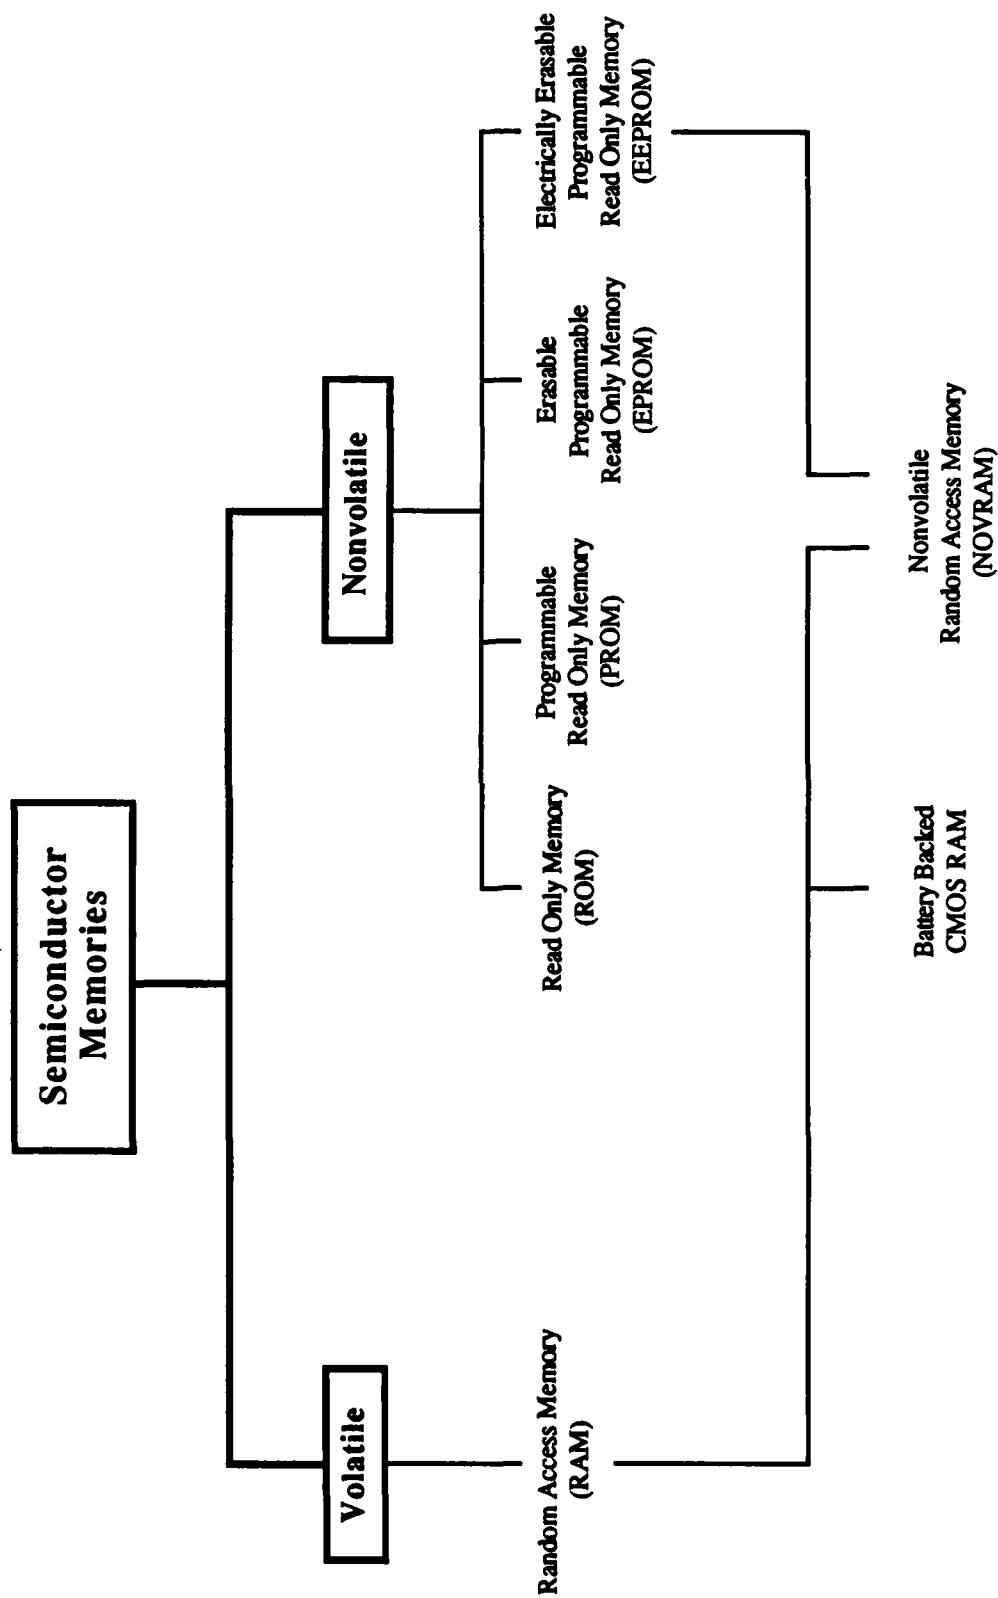 Semiconductor
Memories
Volatile
Nonvolatile
Random Access Memory
(RAM)
Read Only Memory
(ROM)
Programmable
Read Only Memory
(PROM)
Erasable
Programmable
Read Only Memory
(EPROM)
Electrically Erasable
Programmable
Read Only Memory
(EEPROM)
Battery Backed
CMOS RAM
Nonvolatile
Random Access Memory
(NOVRAM)